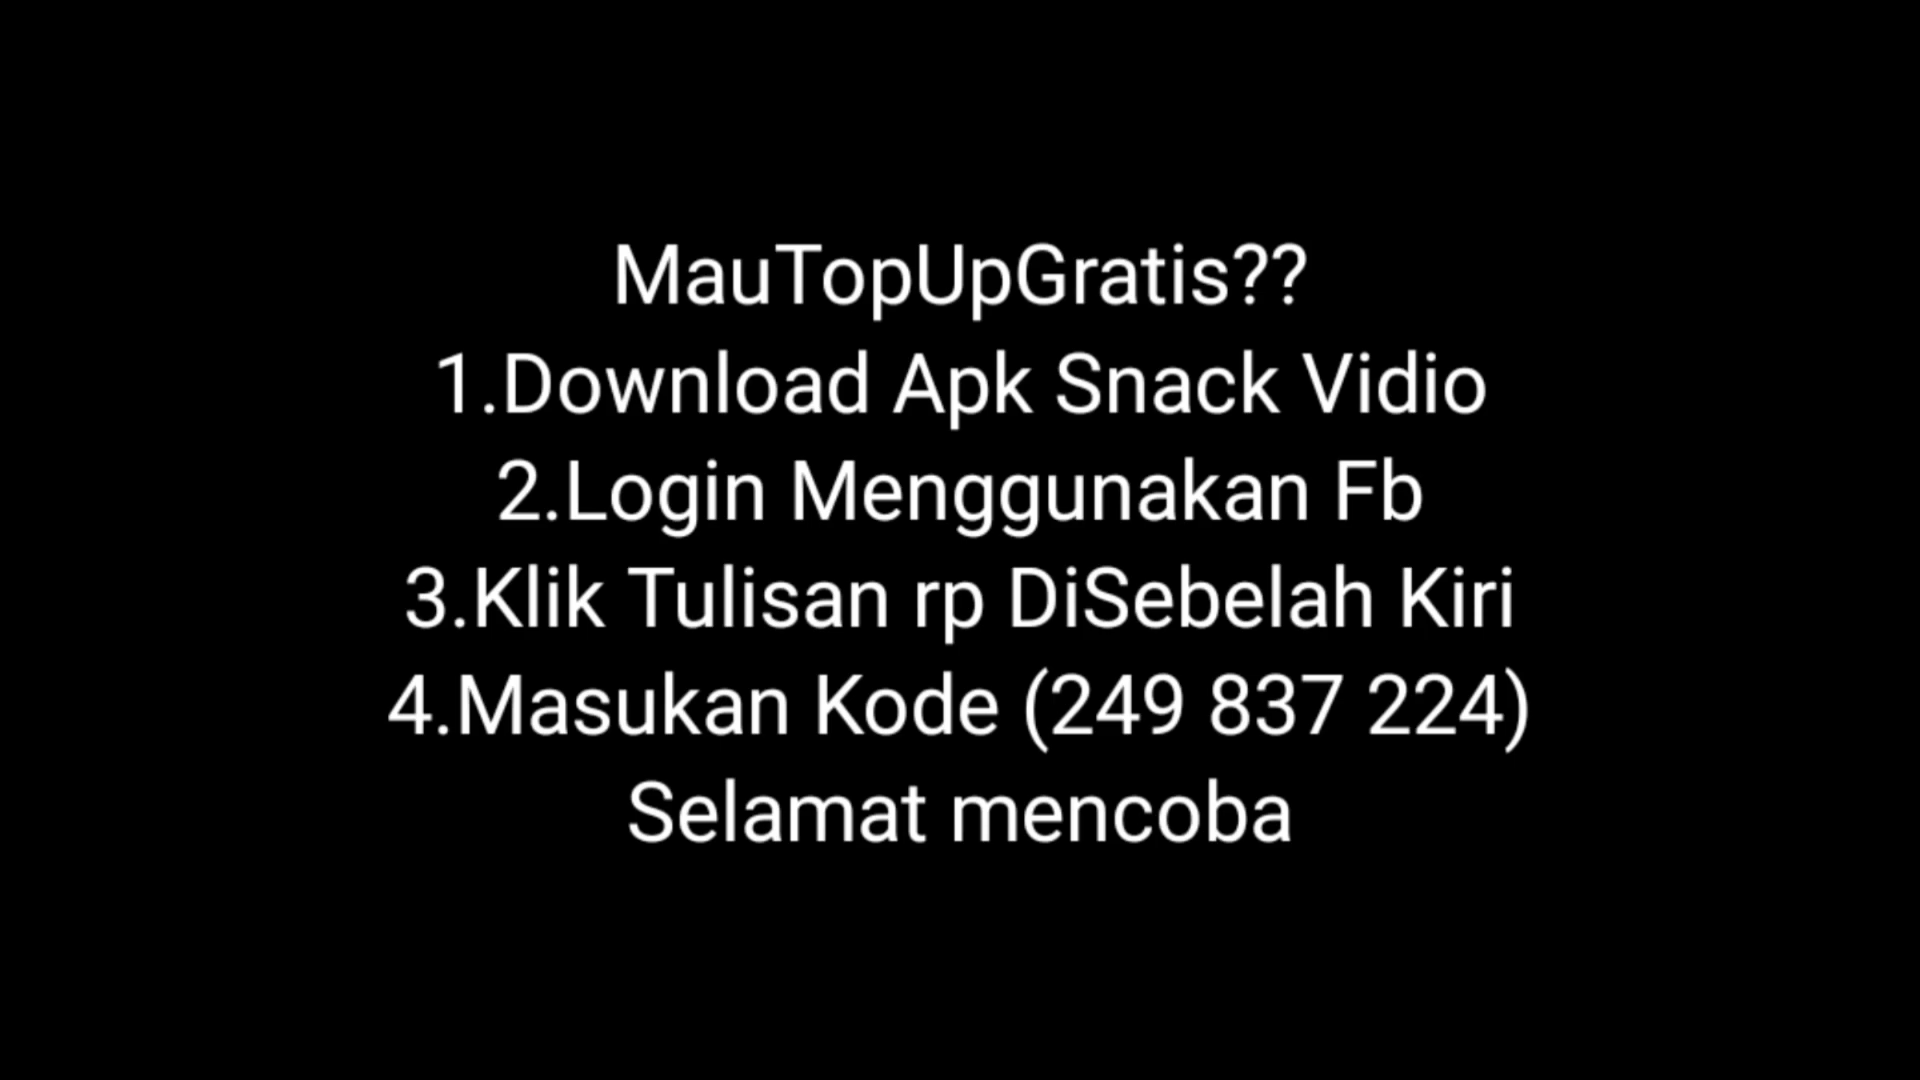 MauTopUpGratis??
1.Download Apk Snack Vidio
2.Login Menggunakan Fb
3.Klik Tulisan rp DiSebelah Kiri
4.Masukan Kode (249 837 224)
Selamat mencoba